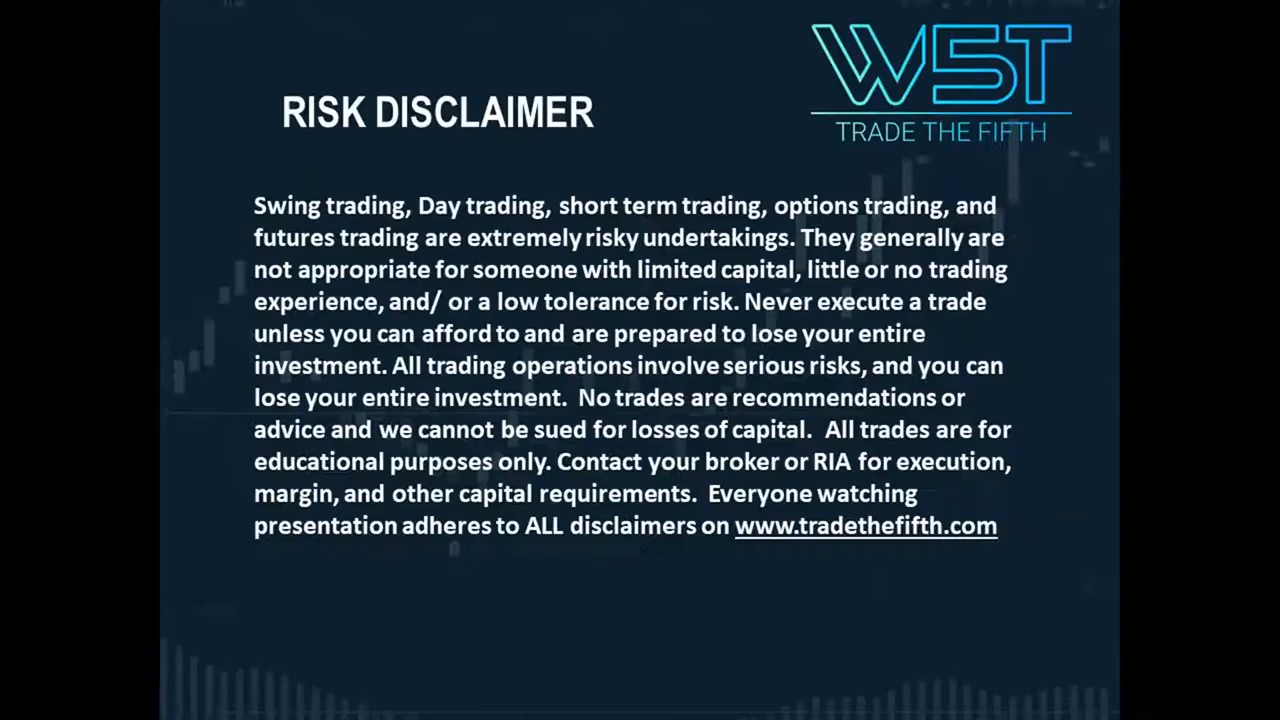 W5T
TRADE THE FIFTH
RISK DISCLAIMER
Swing trading, Day trading, short term trading, options trading, and
futures trading are extremely risky undertakings. They generally are
not appropriate for someone with limited capital, little or no trading
experience, and/ or a low tolerance for risk. Never execute a trade
unless you can afford to and are prepared to lose your entire
investment. All trading operations involve serious risks, and you can
lose your entire investment.  No trades are recommendations or
advice and we cannot be sued for losses of capital.  All trades are for
educational purposes only. Contact your broker or RIA for execution,
margin, and other capital requirements.  Everyone watching
presentation adheres to ALL disclaimers on www.tradethefifth.com